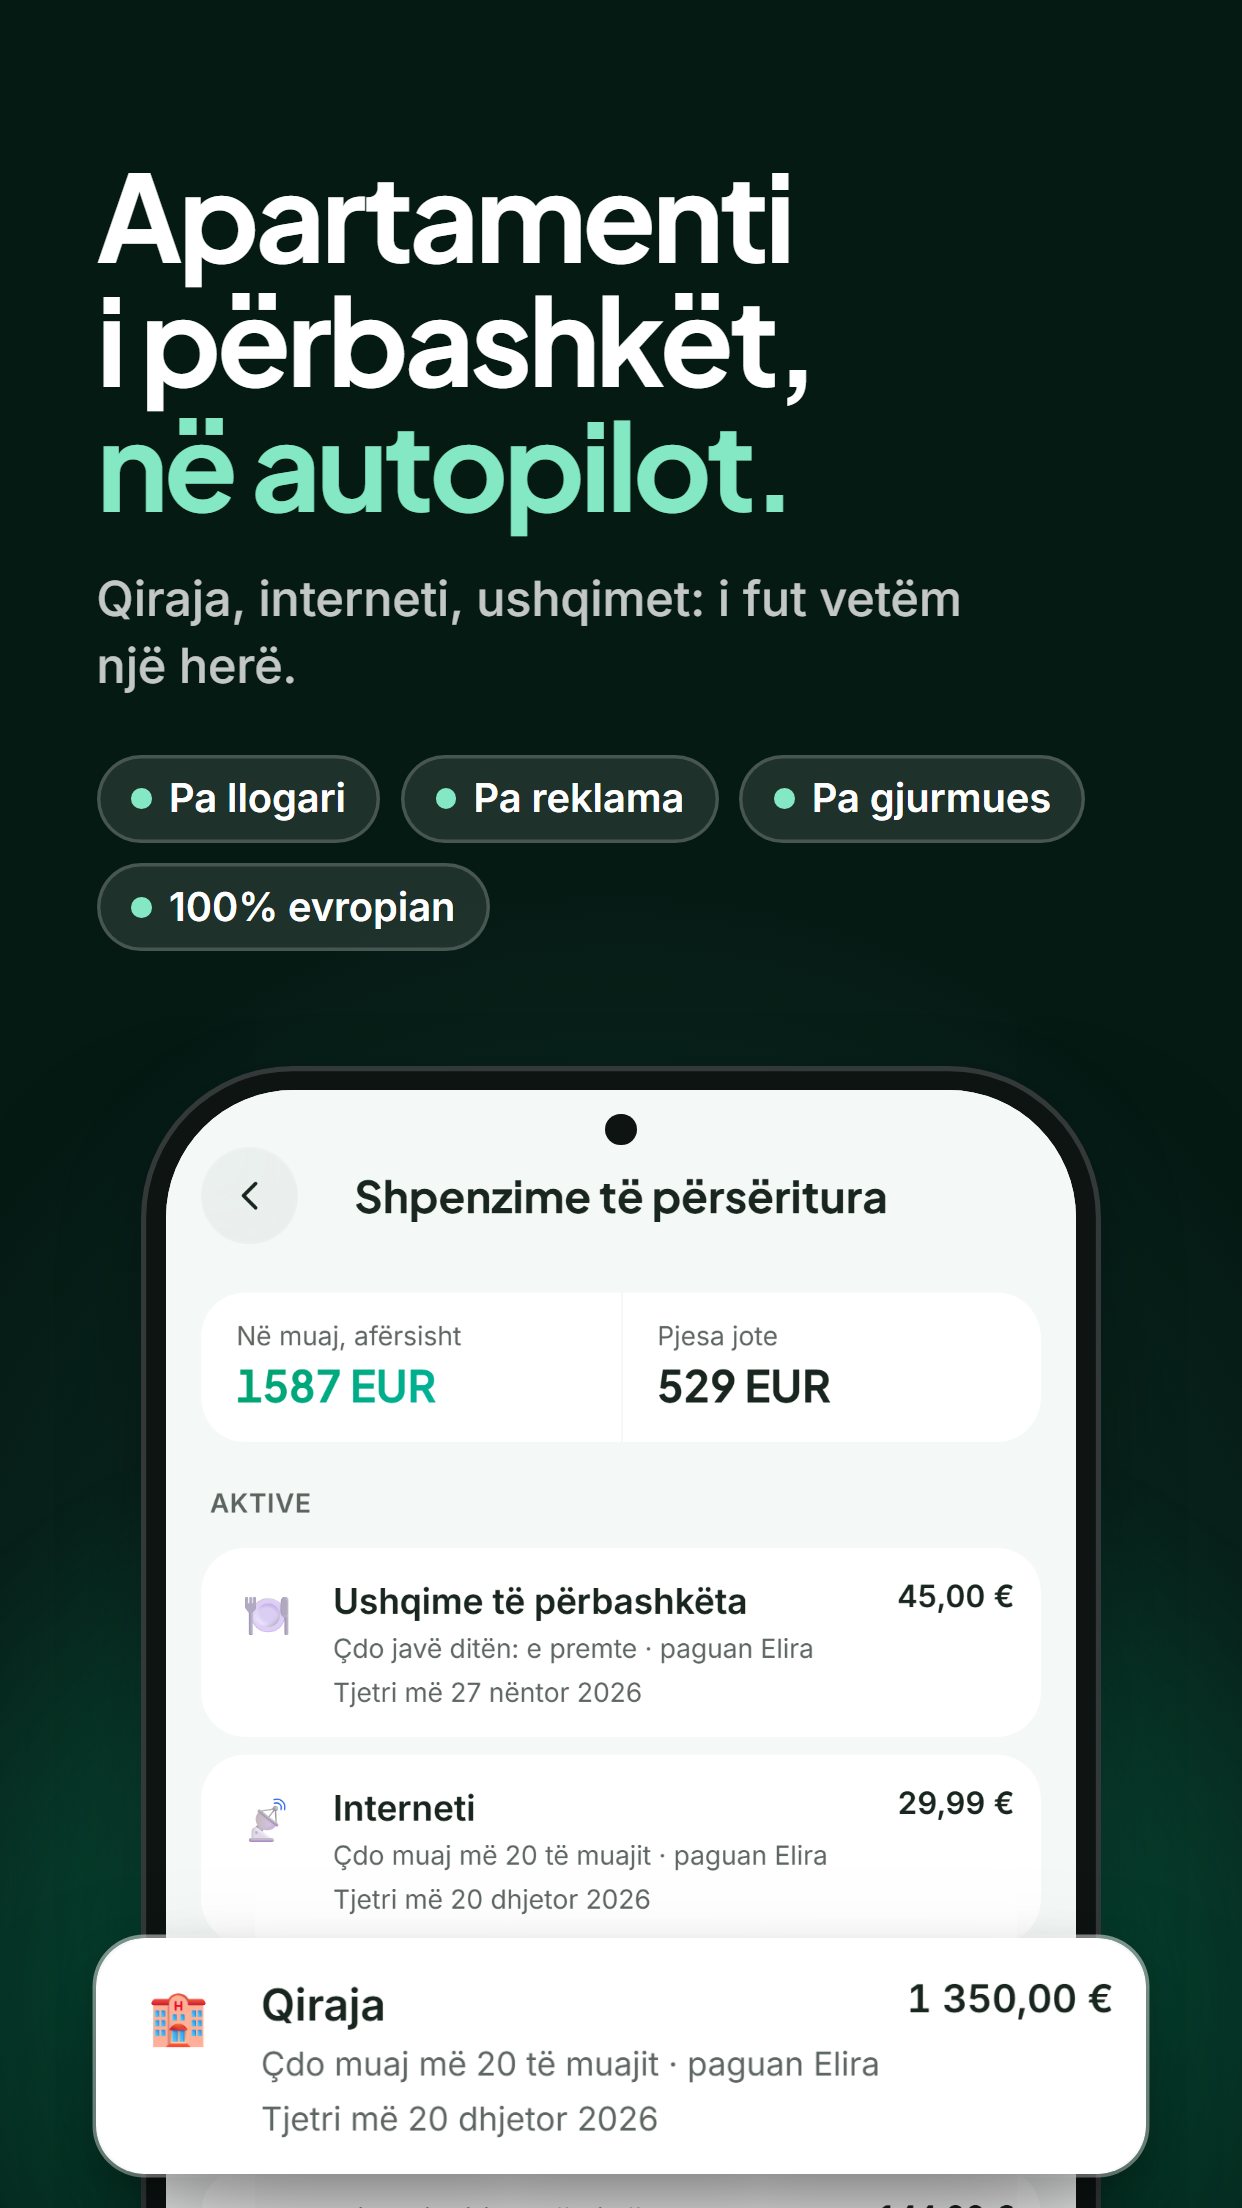 Apartamenti
i përbashkët,
në autopilot.
Qiraja, interneti, ushqimet: i fut vetëm
një herë.
Pa llogari
Pa reklama
Pa gjurmues
100% evropian
Shpenzime të përsëritura
Në muaj, afërsisht
1587 EUR
Pjesa jote
529 EUR
AKTIVE
Ushqime të përbashkëta
45,00 €
Çdo javë ditën: e premte · paguan Elira
Tjetri më 27 nëntor 2026
Interneti
29,99 €
Çdo muaj më 20 të muajit · paguan Elira
Tjetri më 20 dhjetor 2026
Qiraja
1 350,00 €
Çdo muaj më 20 të muajit · paguan Elira
Tjetri më 20 dhjetor 2026